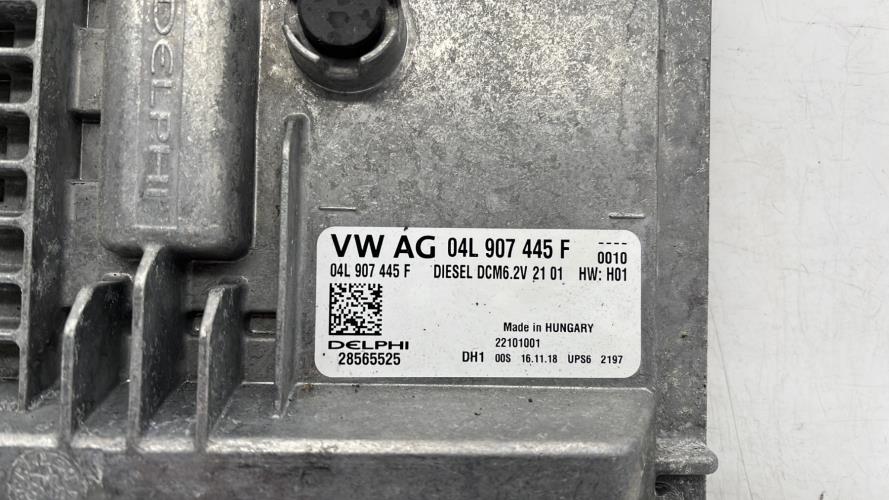 DELPHI
VW AG 04L 907 445 F ----
0010
04L 907 445 F DIESEL DCM6.2V 21 01 HW: H01
Made in HUNGARY
DELPHI 22101001
28565525 DH1 00S 16.11.18 UPS6 2197